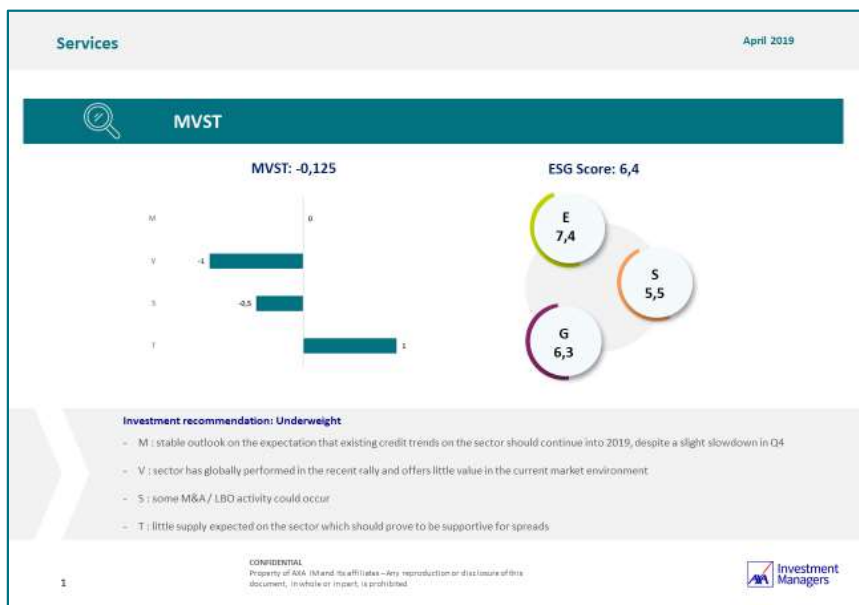 Services
April 2019
MVST
MVST: -0,125
ESG Score: 6,4
M
0
V
-1
S
-0,5
T
1
E
7,4
S
5,5
G
6,3
Investment recommendation: Underweight
- M : stable outlook on the expectation that existing credit trends on the sector should continue into 2019, despite a slight slowdown in Q4
- V : sector has globally performed in the recent rally and offers little value in the current market environment
- S : some M&A / LBO activity could occur
- T : little supply expected on the sector which should prove to be supportive for spreads
1
CONFIDENTIAL
Property of AXA IM and its affiliates – Any reproduction or disclosure of this
document, in whole or in part, is prohibited
AXA
Investment
Managers